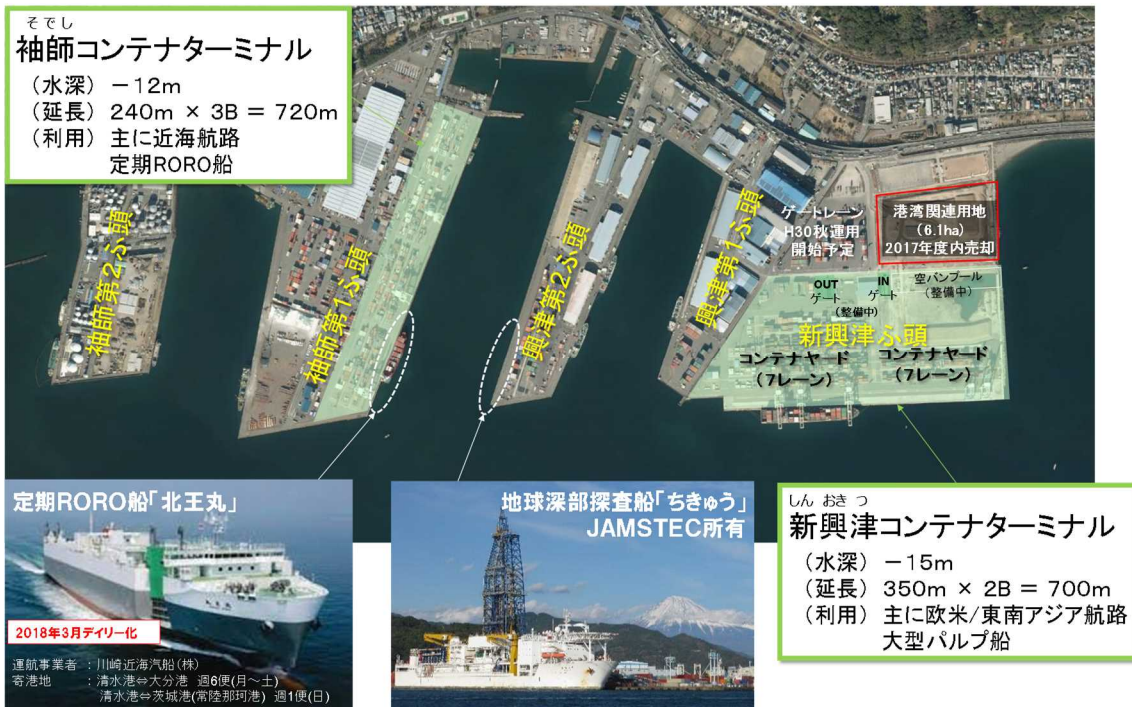 そでし
袖師コンテナターミナル
（水深）－12m
（延長）240m × 3B ＝ 720m
（利用）主に近海航路
定期RORO船
袖師第2ふ頭
袖師第1ふ頭
興津第2ふ頭
興津第1ふ頭
ゲートレーン
H30秋運用
開始予定
港湾関連用地
（6.1ha）
2017年度内売却
OUT
ゲート
IN
ゲート
（整備中）
空バンプール
（整備中）
新興津ふ頭
コンテナヤード
（7レーン）
コンテナヤード
（7レーン）
定期RORO船「北王丸」
2018年3月デイリー化
運航事業者 ：川崎近海汽船(株)
寄港地 ：清水港⇔大分港 週6便(月～土)
清水港⇔茨城港(常陸那珂港) 週1便(日)
地球深部探査船「ちきゅう」
JAMSTEC所有
しん おき つ
新興津コンテナターミナル
（水深）－15m
（延長）350m × 2B ＝ 700m
（利用）主に欧米/東南アジア航路
大型パルプ船